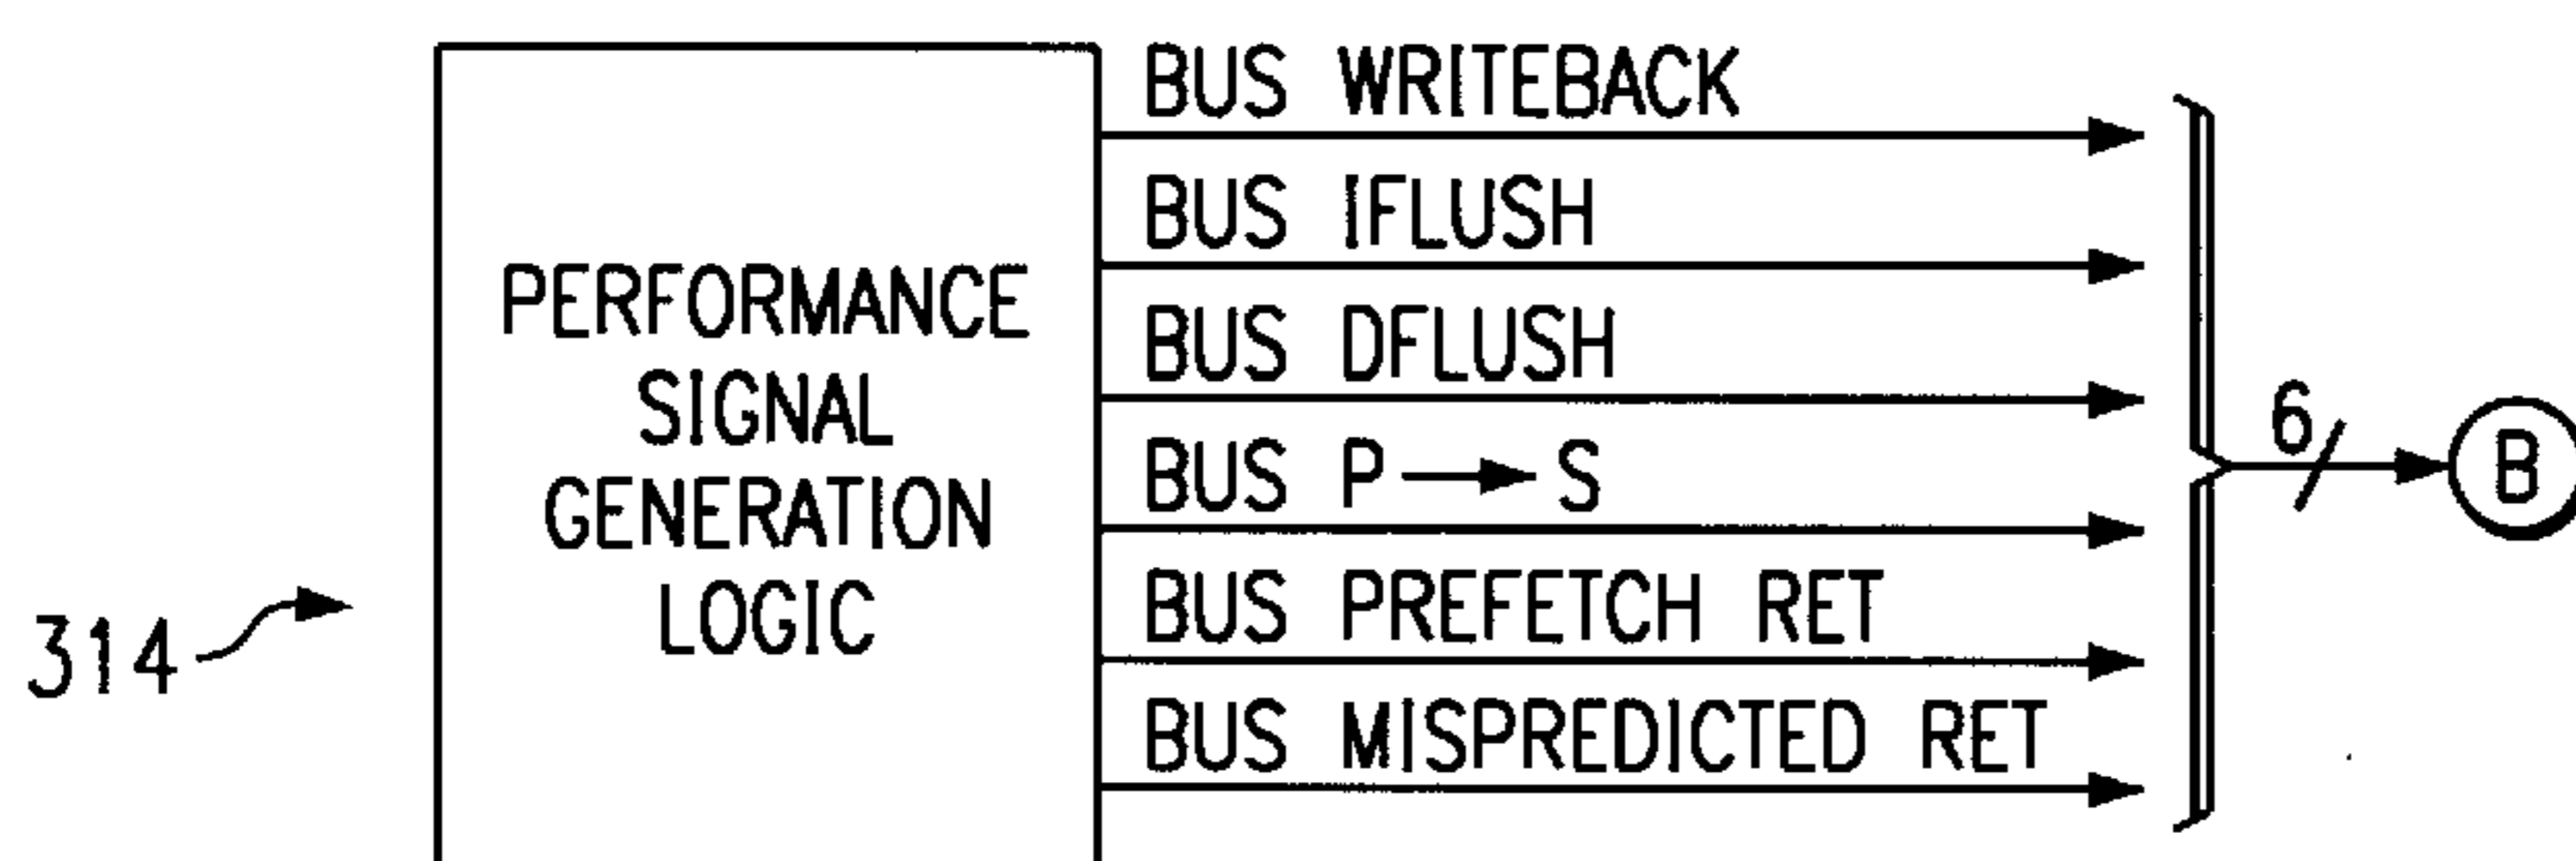 BUS WRITEBACK
BUS IFLUSH
BUS DFLUSH
BUS P → S
BUS PREFETCH RET
BUS MISPREDICTED RET
PERFORMANCE
SIGNAL
GENERATION
LOGIC
314
6
B